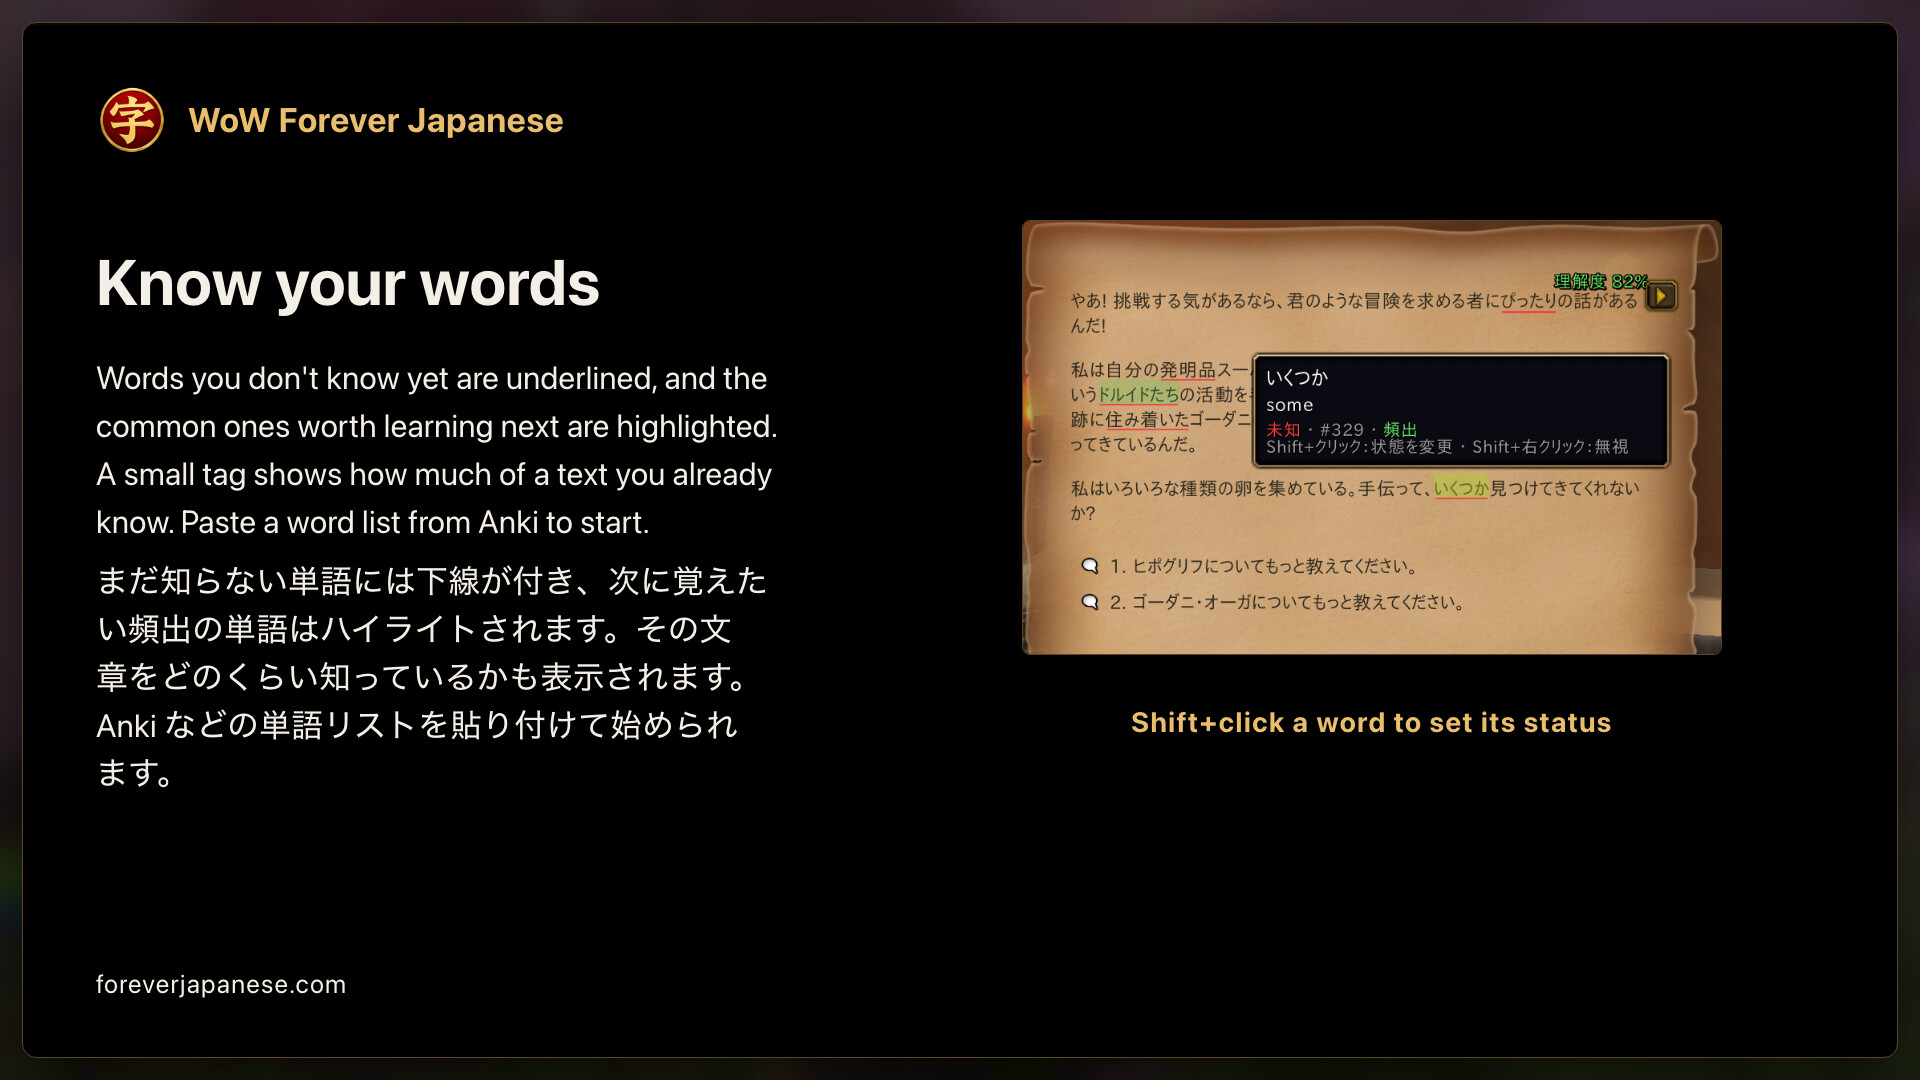 字
WoW Forever Japanese
Know your words
Words you don't know yet are underlined, and the
common ones worth learning next are highlighted.
A small tag shows how much of a text you already
know. Paste a word list from Anki to start.
まだ知らない単語には下線が付き、次に覚えた
い頻出の単語はハイライトされます。その文
章をどのくらい知っているかも表示されます。
Anki などの単語リストを貼り付けて始められ
ます。
foreverjapanese.com
理解度 82%
やあ! 挑戦する気があるなら、君のような冒険を求める者にぴったりの話がある
んだ!
私は自分の発明品スー
いうドルイドたちの活動を
跡に住み着いたゴーダニ
ってきているんだ。
いくつか
some
未知・#329・頻出
Shift+クリック:状態を変更・Shift+右クリック:無視
私はいろいろな種類の卵を集めている。手伝って、いくつか見つけてきてくれない
か?
1. ヒポグリフについてもっと教えてください。
2. ゴーダニ・オーガについてもっと教えてください。
Shift+click a word to set its status